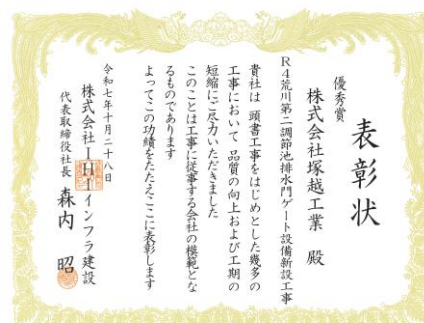 表彰状
優秀賞
株式会社塚越工業 殿
R4荒川第二調節池排水門ゲート設備新設工事
貴社は 頭書工事をはじめとした幾多の
工事において 品質の向上および工期の
短縮にご尽力いただきました
このことは工事に従事する会社の模範とな
るものであります
よってこの功績をたたえここに表彰します
令和七年十月二十八日
株式会社IHIインフラ建設
代表取締役社長 森内 昭